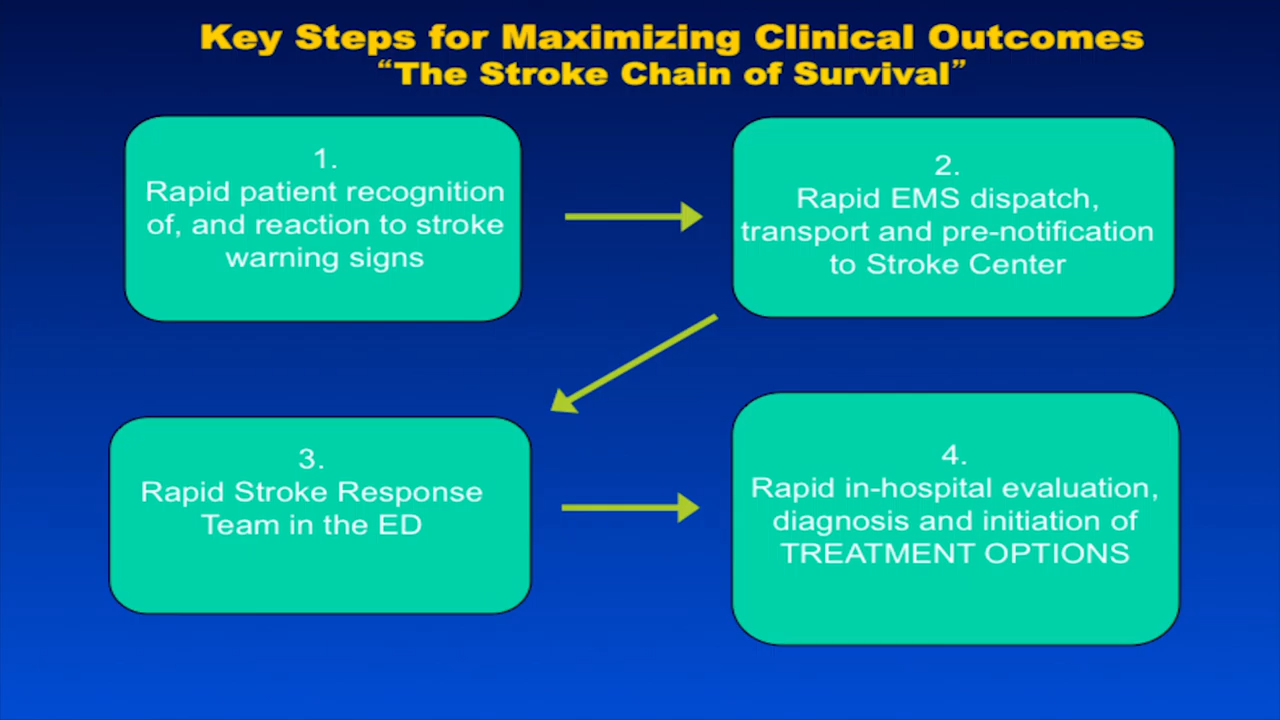 Key Steps for Maximizing Clinical Outcomes
“The Stroke Chain of Survival”
1.
Rapid patient recognition
of, and reaction to stroke
warning signs
2.
Rapid EMS dispatch,
transport and pre-notification
to Stroke Center
3.
Rapid Stroke Response
Team in the ED
4.
Rapid in-hospital evaluation,
diagnosis and initiation of
TREATMENT OPTIONS